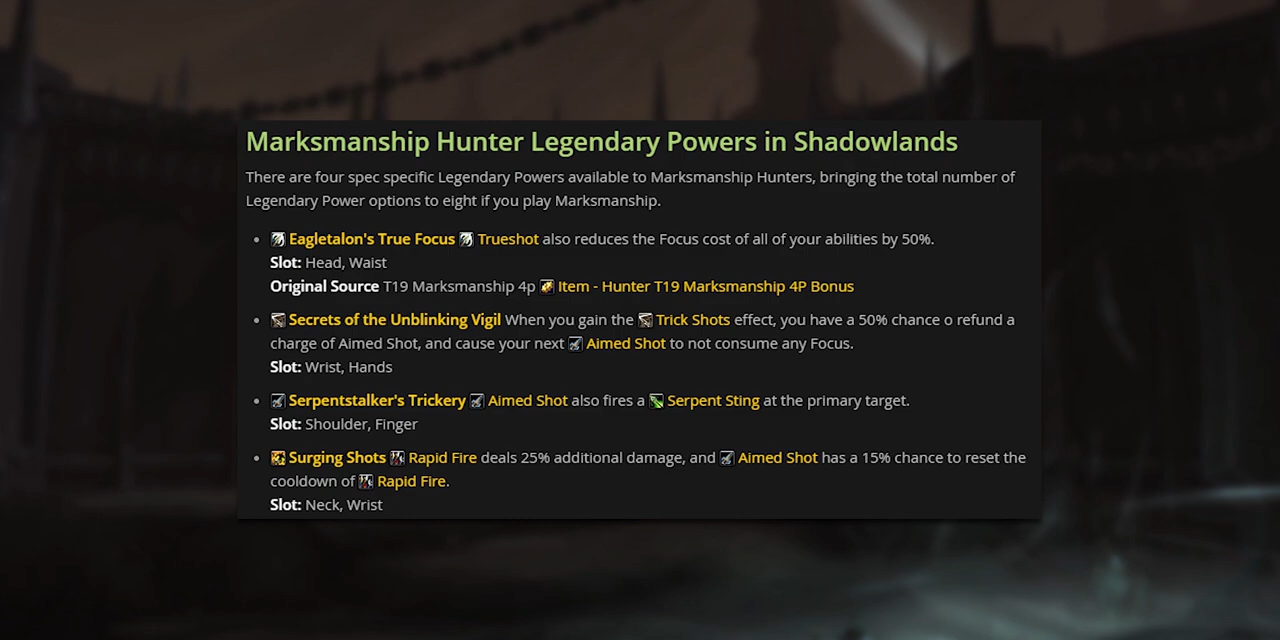 Marksmanship Hunter Legendary Powers in Shadowlands
There are four spec specific Legendary Powers available to Marksmanship Hunters, bringing the total number of
Legendary Power options to eight if you play Marksmanship.
• Eagletalon's True Focus Trueshot also reduces the Focus cost of all of your abilities by 50%.
Slot: Head, Waist
Original Source T19 Marksmanship 4p Item - Hunter T19 Marksmanship 4P Bonus
• Secrets of the Unblinking Vigil When you gain the Trick Shots effect, you have a 50% chance o refund a
charge of Aimed Shot, and cause your next Aimed Shot to not consume any Focus.
Slot: Wrist, Hands
• Serpentstalker's Trickery Aimed Shot also fires a Serpent Sting at the primary target.
Slot: Shoulder, Finger
• Surging Shots Rapid Fire deals 25% additional damage, and Aimed Shot has a 15% chance to reset the
cooldown of Rapid Fire.
Slot: Neck, Wrist